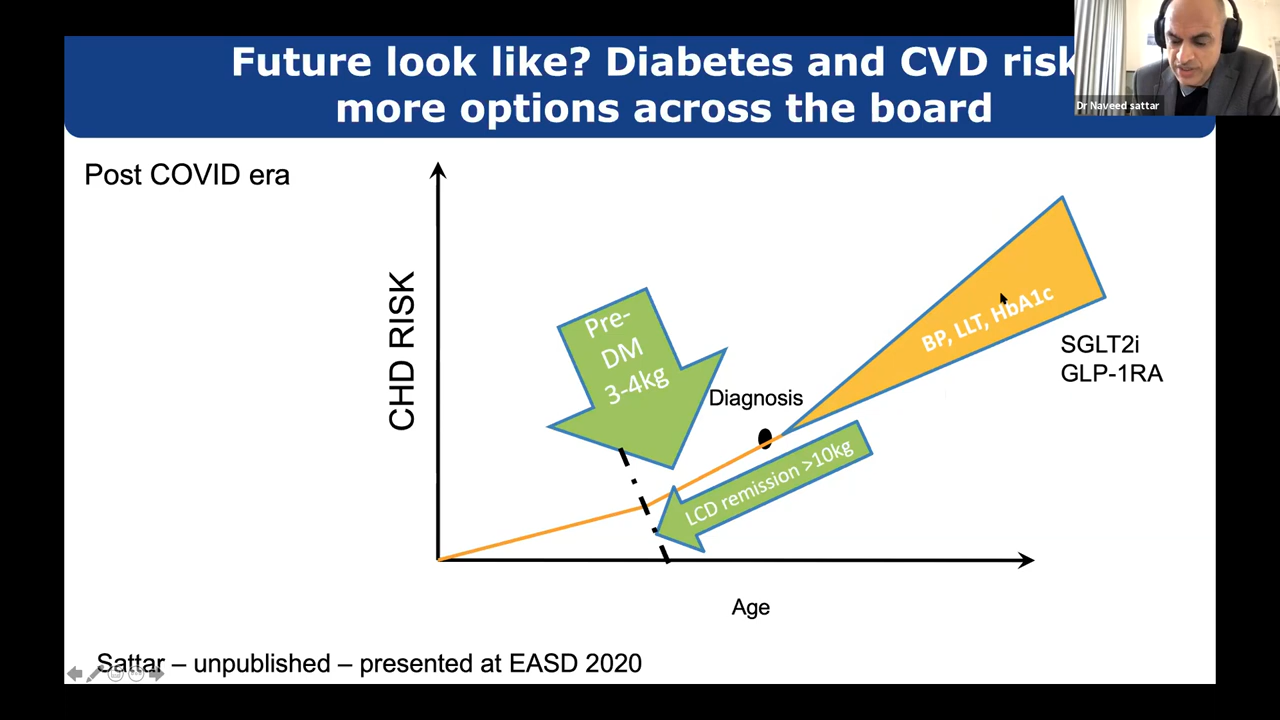 Future look like? Diabetes and CVD risk
more options across the board
Dr Naveed sattar
Post COVID era
CHD RISK
Pre-
DM
3-4kg
Diagnosis
BP, LLT, HbA1c
SGLT2i
GLP-1RA
LCD remission >10kg
Age
Sattar – unpublished – presented at EASD 2020